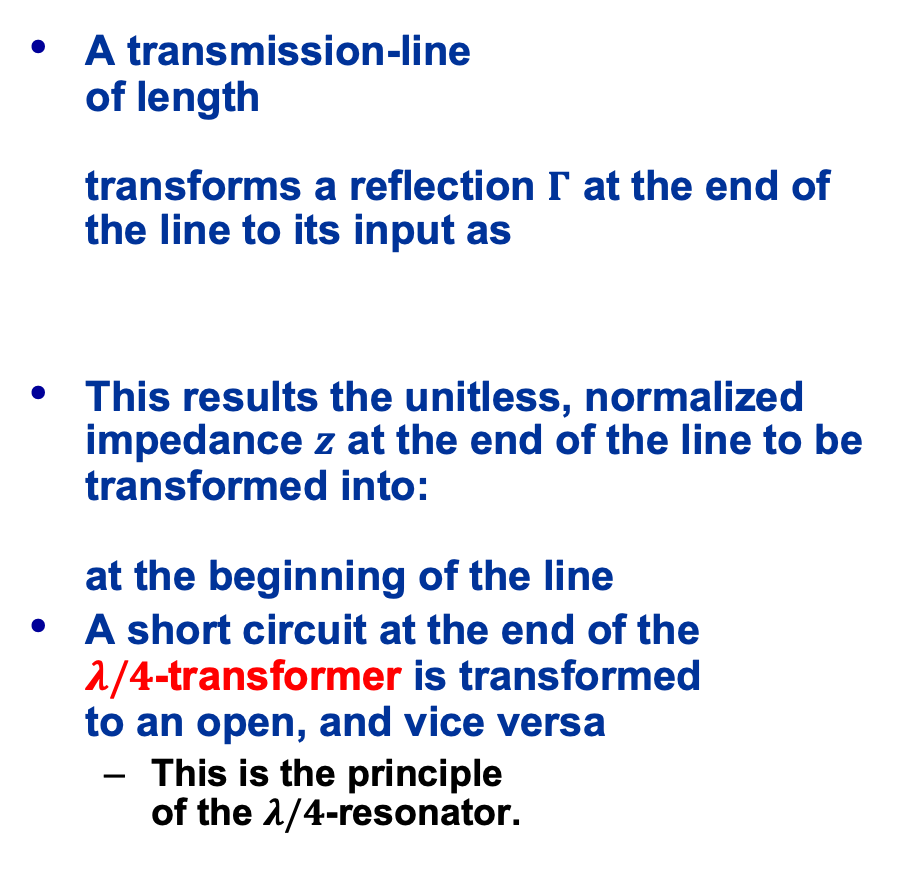 • A transmission-line
of length
transforms a reflection Γ at the end of
the line to its input as
• This results the unitless, normalized
impedance z at the end of the line to be
transformed into:
at the beginning of the line
• A short circuit at the end of the
λ/4-transformer is transformed
to an open, and vice versa
– This is the principle
of the λ/4-resonator.